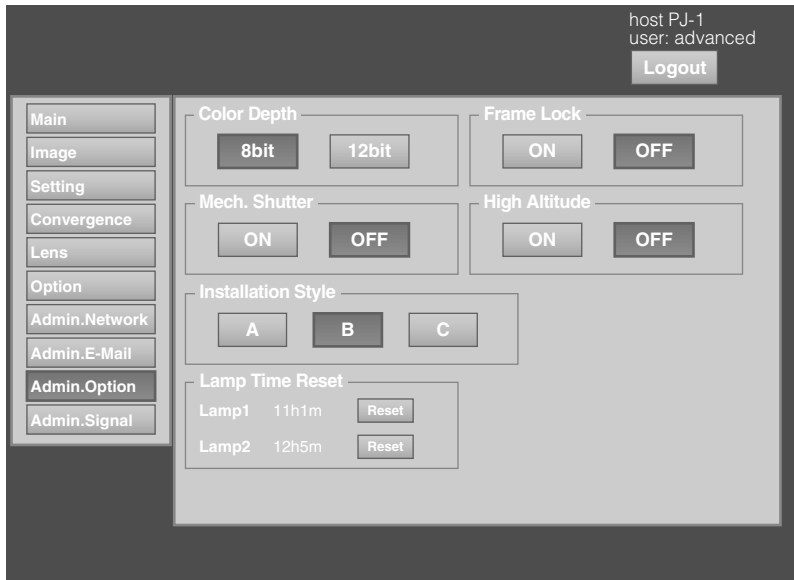 host PJ-1
user: advanced
Logout
Main
Image
Setting
Convergence
Lens
Option
Admin.Network
Admin.E-Mail
Admin.Option
Admin.Signal
Color Depth
8bit 12bit
Frame Lock
ON OFF
Mech. Shutter
ON OFF
High Altitude
ON OFF
Installation Style
A B C
Lamp Time Reset
Lamp1 11h1m Reset
Lamp2 12h5m Reset